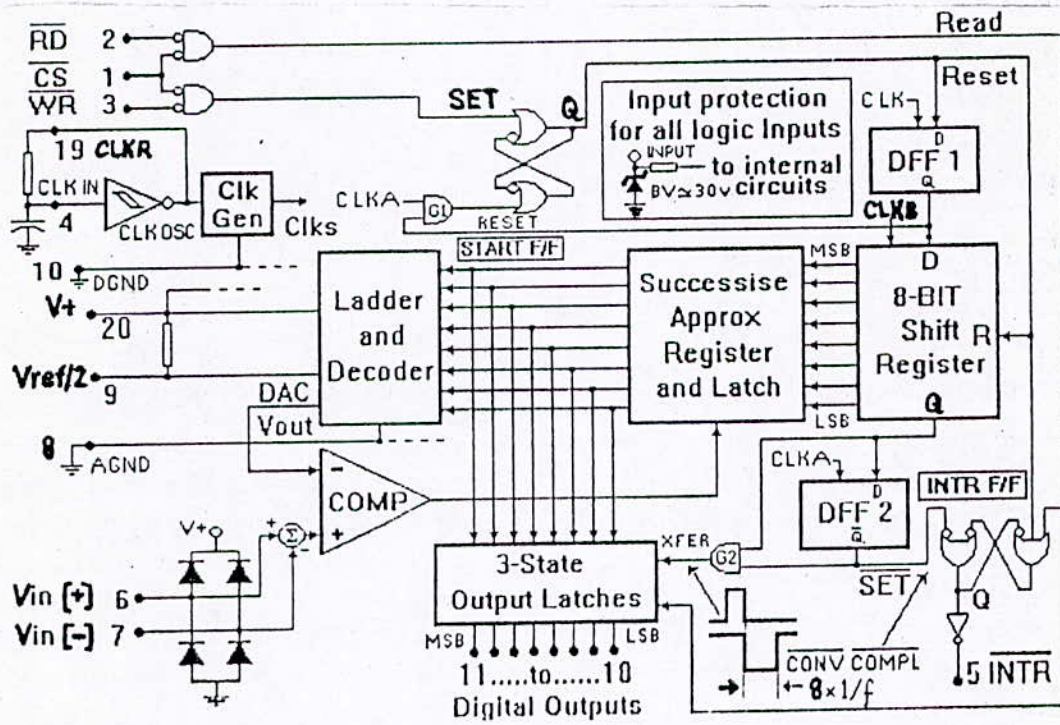 RD 2
CS 1
WR 3
Read
SET
Q
Reset
CLK
D
DFF 1
Q
Input protection
for all logic Inputs
INPUT
to internal
BV≃30v circuits
19 CLKR
CLK IN
4
CLK OSC
Clk
Gen
Clks
CLKA
G1
RESET
START F/F
CLKB
10
DGND
V+
20
Vref/2
9
DAC
Vout
8
AGND
Ladder
and
Decoder
Successise
Approx
Register
and Latch
MSB
LSB
D
8-BIT
Shift
Register
R
Q
CLKA
D
DFF 2
Q
INTR F/F
COMP
-
+
V+
+
Σ
-
Vin [+] 6
Vin [-] 7
XFER
G2
3-State
Output Latches
MSB
LSB
11.....to......18
Digital Outputs
SET
Q
CONV COMPL
8×1/f
5 INTR